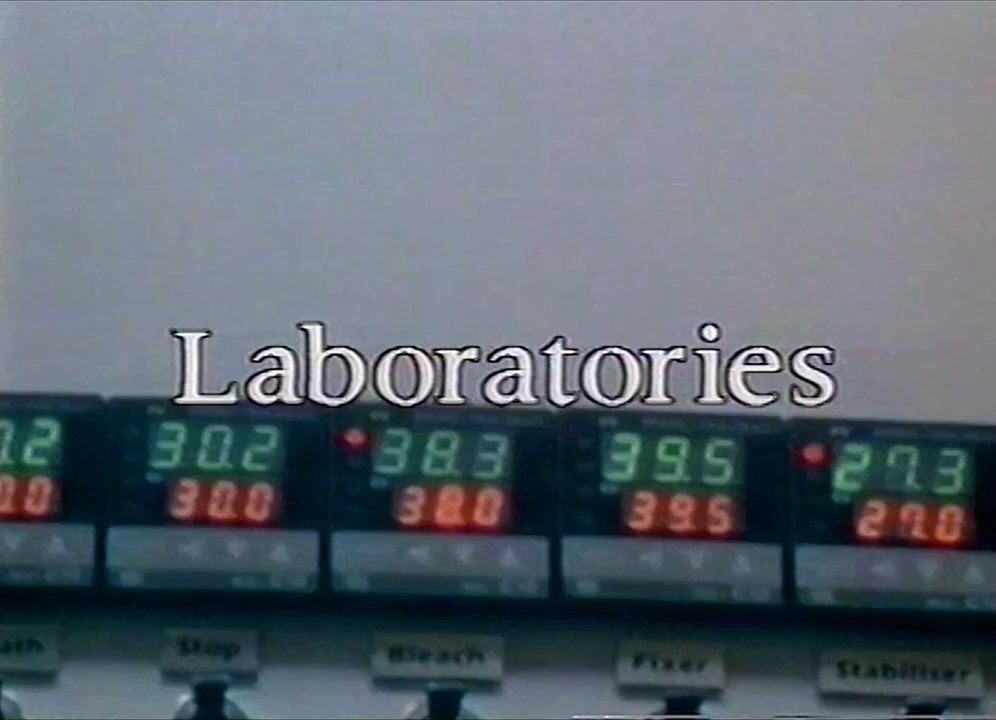 Laboratories
30.2 38.3 39.5 27.3
30.0 38.0 39.5 27.0
Stop Bleach Fixer Stabiliser